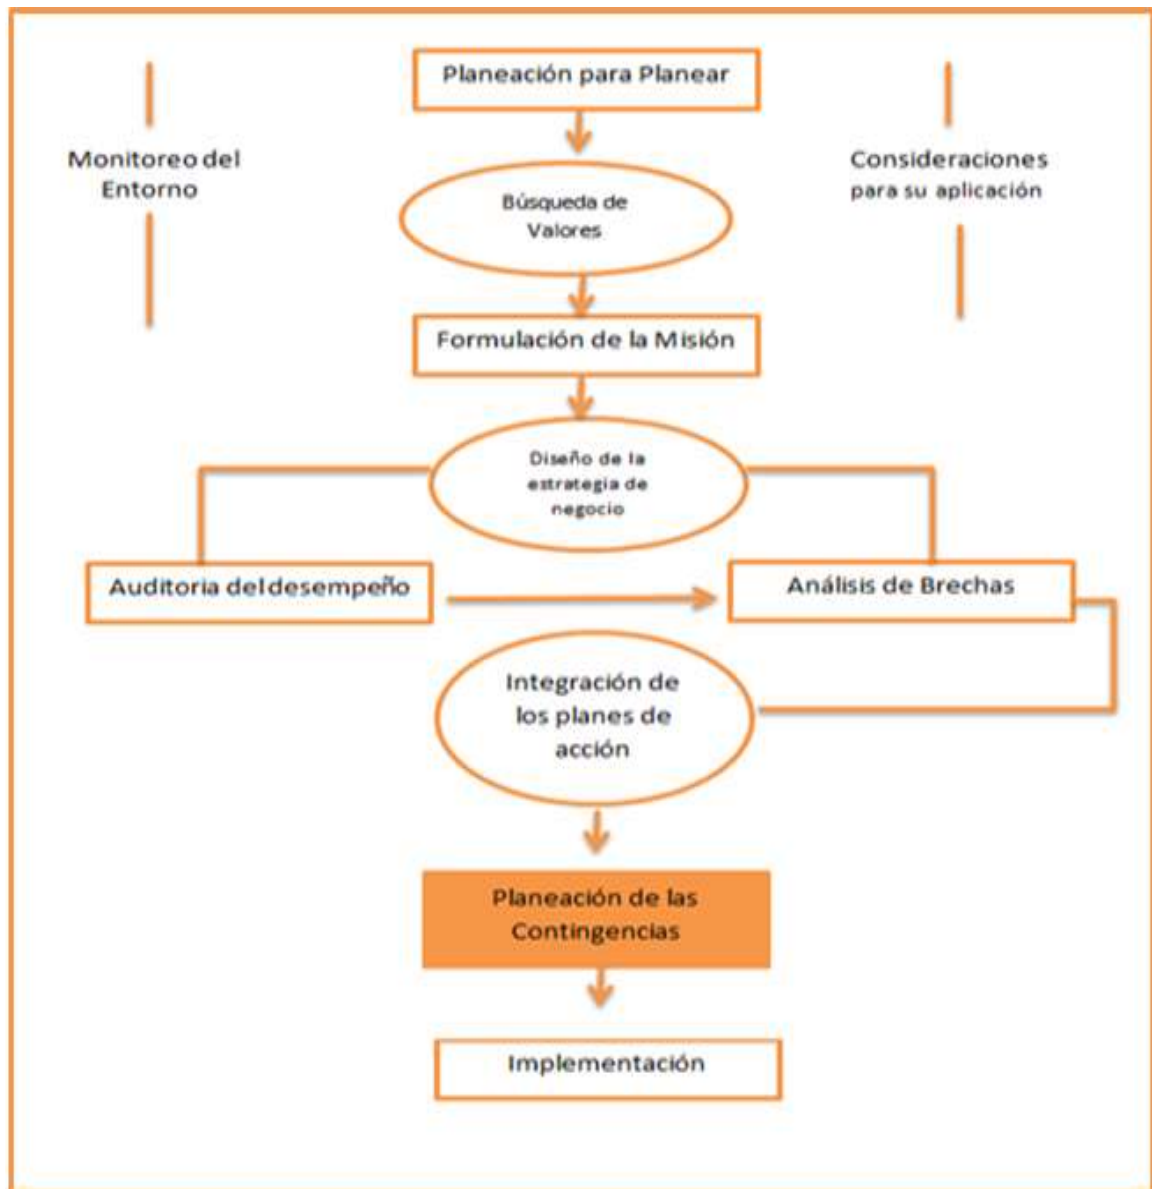 Planeación para Planear
Monitoreo del
Entorno
Consideraciones
para su aplicación
Búsqueda de
Valores
Formulación de la Misión
Diseño de la
estrategia de
negocio
Auditoria del desempeño
Análisis de Brechas
Integración de
los planes de
acción
Planeación de las
Contingencias
Implementación